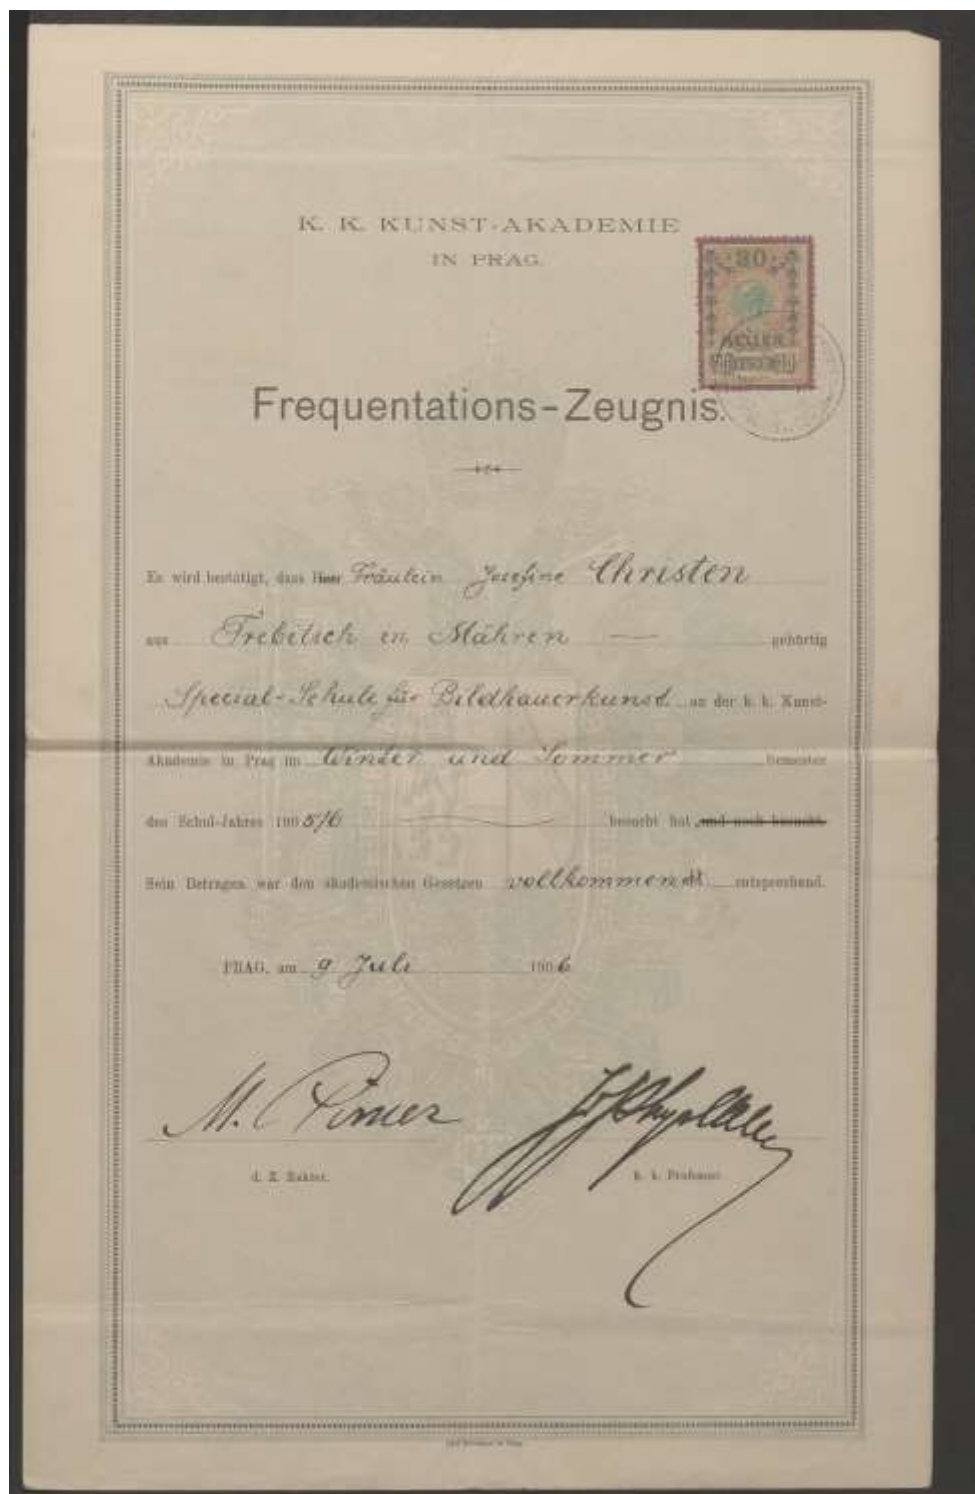 K. K. KUNST-AKADEMIE
IN PRAG.
30
HELLER
Frequentations-Zeugnis.
Es wird bestätigt, dass Herr Fräulein Josefine Christen
aus Trebitsch in Mähren — gebürtig
Special-Schule für Bildhauerkunst an der k. k. Kunst-
Akademie in Prag im Winter und Sommer Semester
des Schul-Jahres 1905/6 besucht hat und noch besucht.
Sein Betragen war den akademischen Gesetzen vollkommen entsprechend.
PRAG, am 9 Juli 1906
M. Pirner
d. Z. Rektor. k. k. Professor.